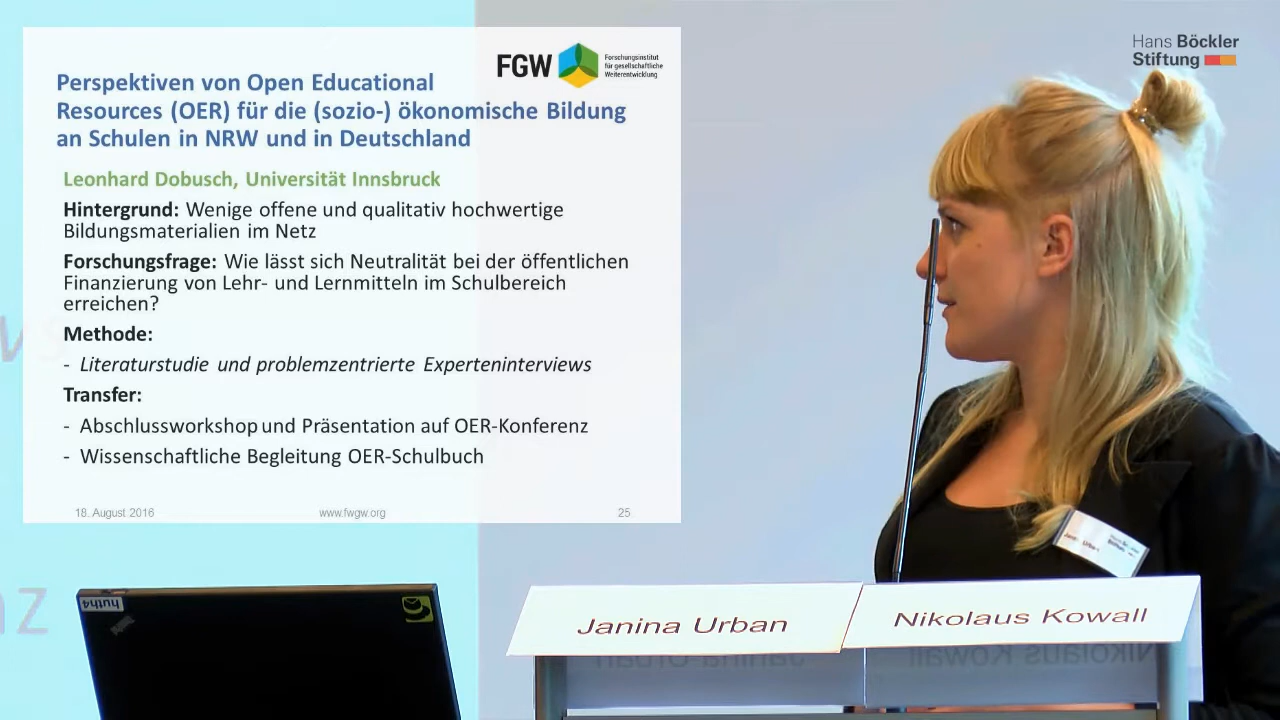 Hans Böckler
Stiftung
FGW
Forschungsinstitut
für gesellschaftliche
Weiterentwicklung
Perspektiven von Open Educational
Resources (OER) für die (sozio-) ökonomische Bildung
an Schulen in NRW und in Deutschland
Leonhard Dobusch, Universität Innsbruck
Hintergrund: Wenige offene und qualitativ hochwertige
Bildungsmaterialien im Netz
Forschungsfrage: Wie lässt sich Neutralität bei der öffentlichen
Finanzierung von Lehr- und Lernmitteln im Schulbereich
erreichen?
Methode:
- Literaturstudie und problemzentrierte Experteninterviews
Transfer:
- Abschlussworkshop und Präsentation auf OER-Konferenz
- Wissenschaftliche Begleitung OER-Schulbuch
18. August 2016 www.fwgw.org 25
huth4
Janina Urban
Nikolaus Kowall